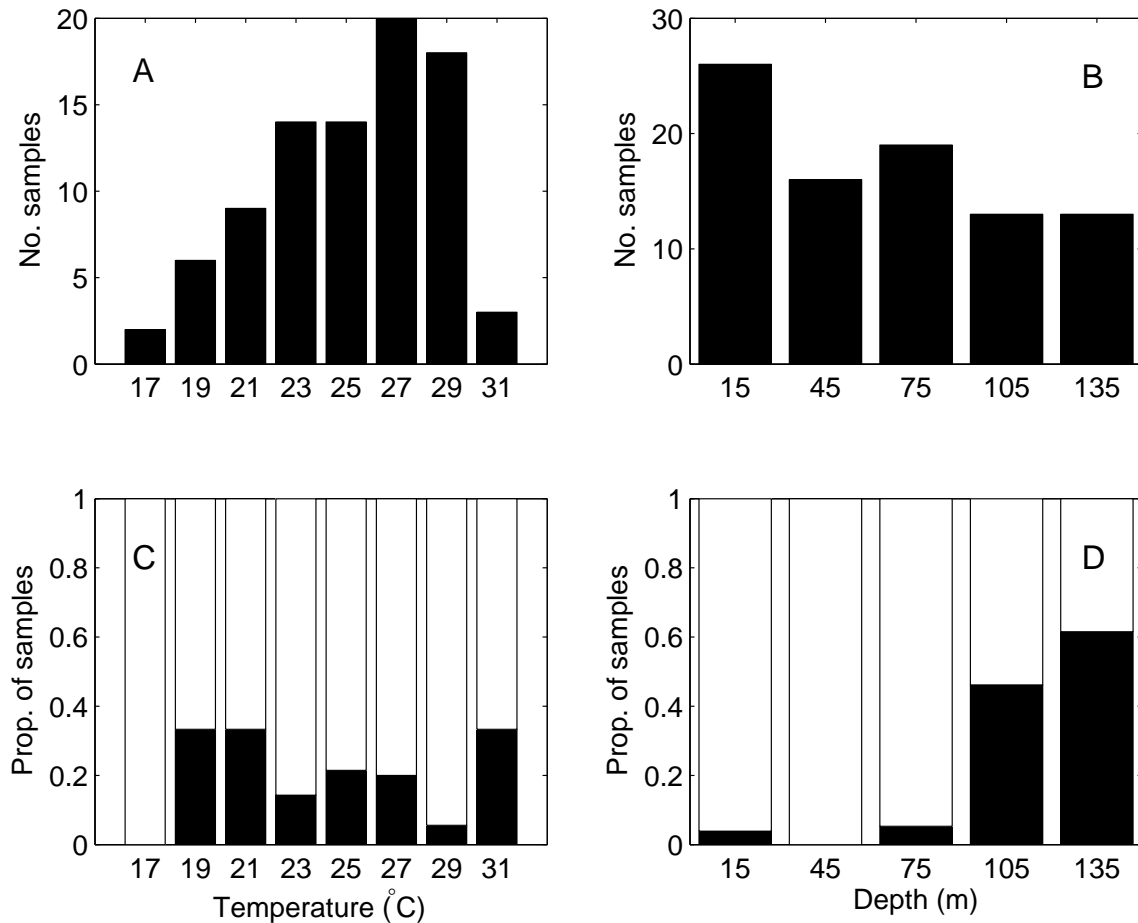 20
15
10
5
0
No. samples
A
17 19 21 23 25 27 29 31
30
20
10
0
No. samples
B
15 45 75 105 135
1
0.8
0.6
0.4
0.2
0
Prop. of samples
C
17 19 21 23 25 27 29 31
Temperature (°C)
1
0.8
0.6
0.4
0.2
0
Prop. of samples
D
15 45 75 105 135
Depth (m)